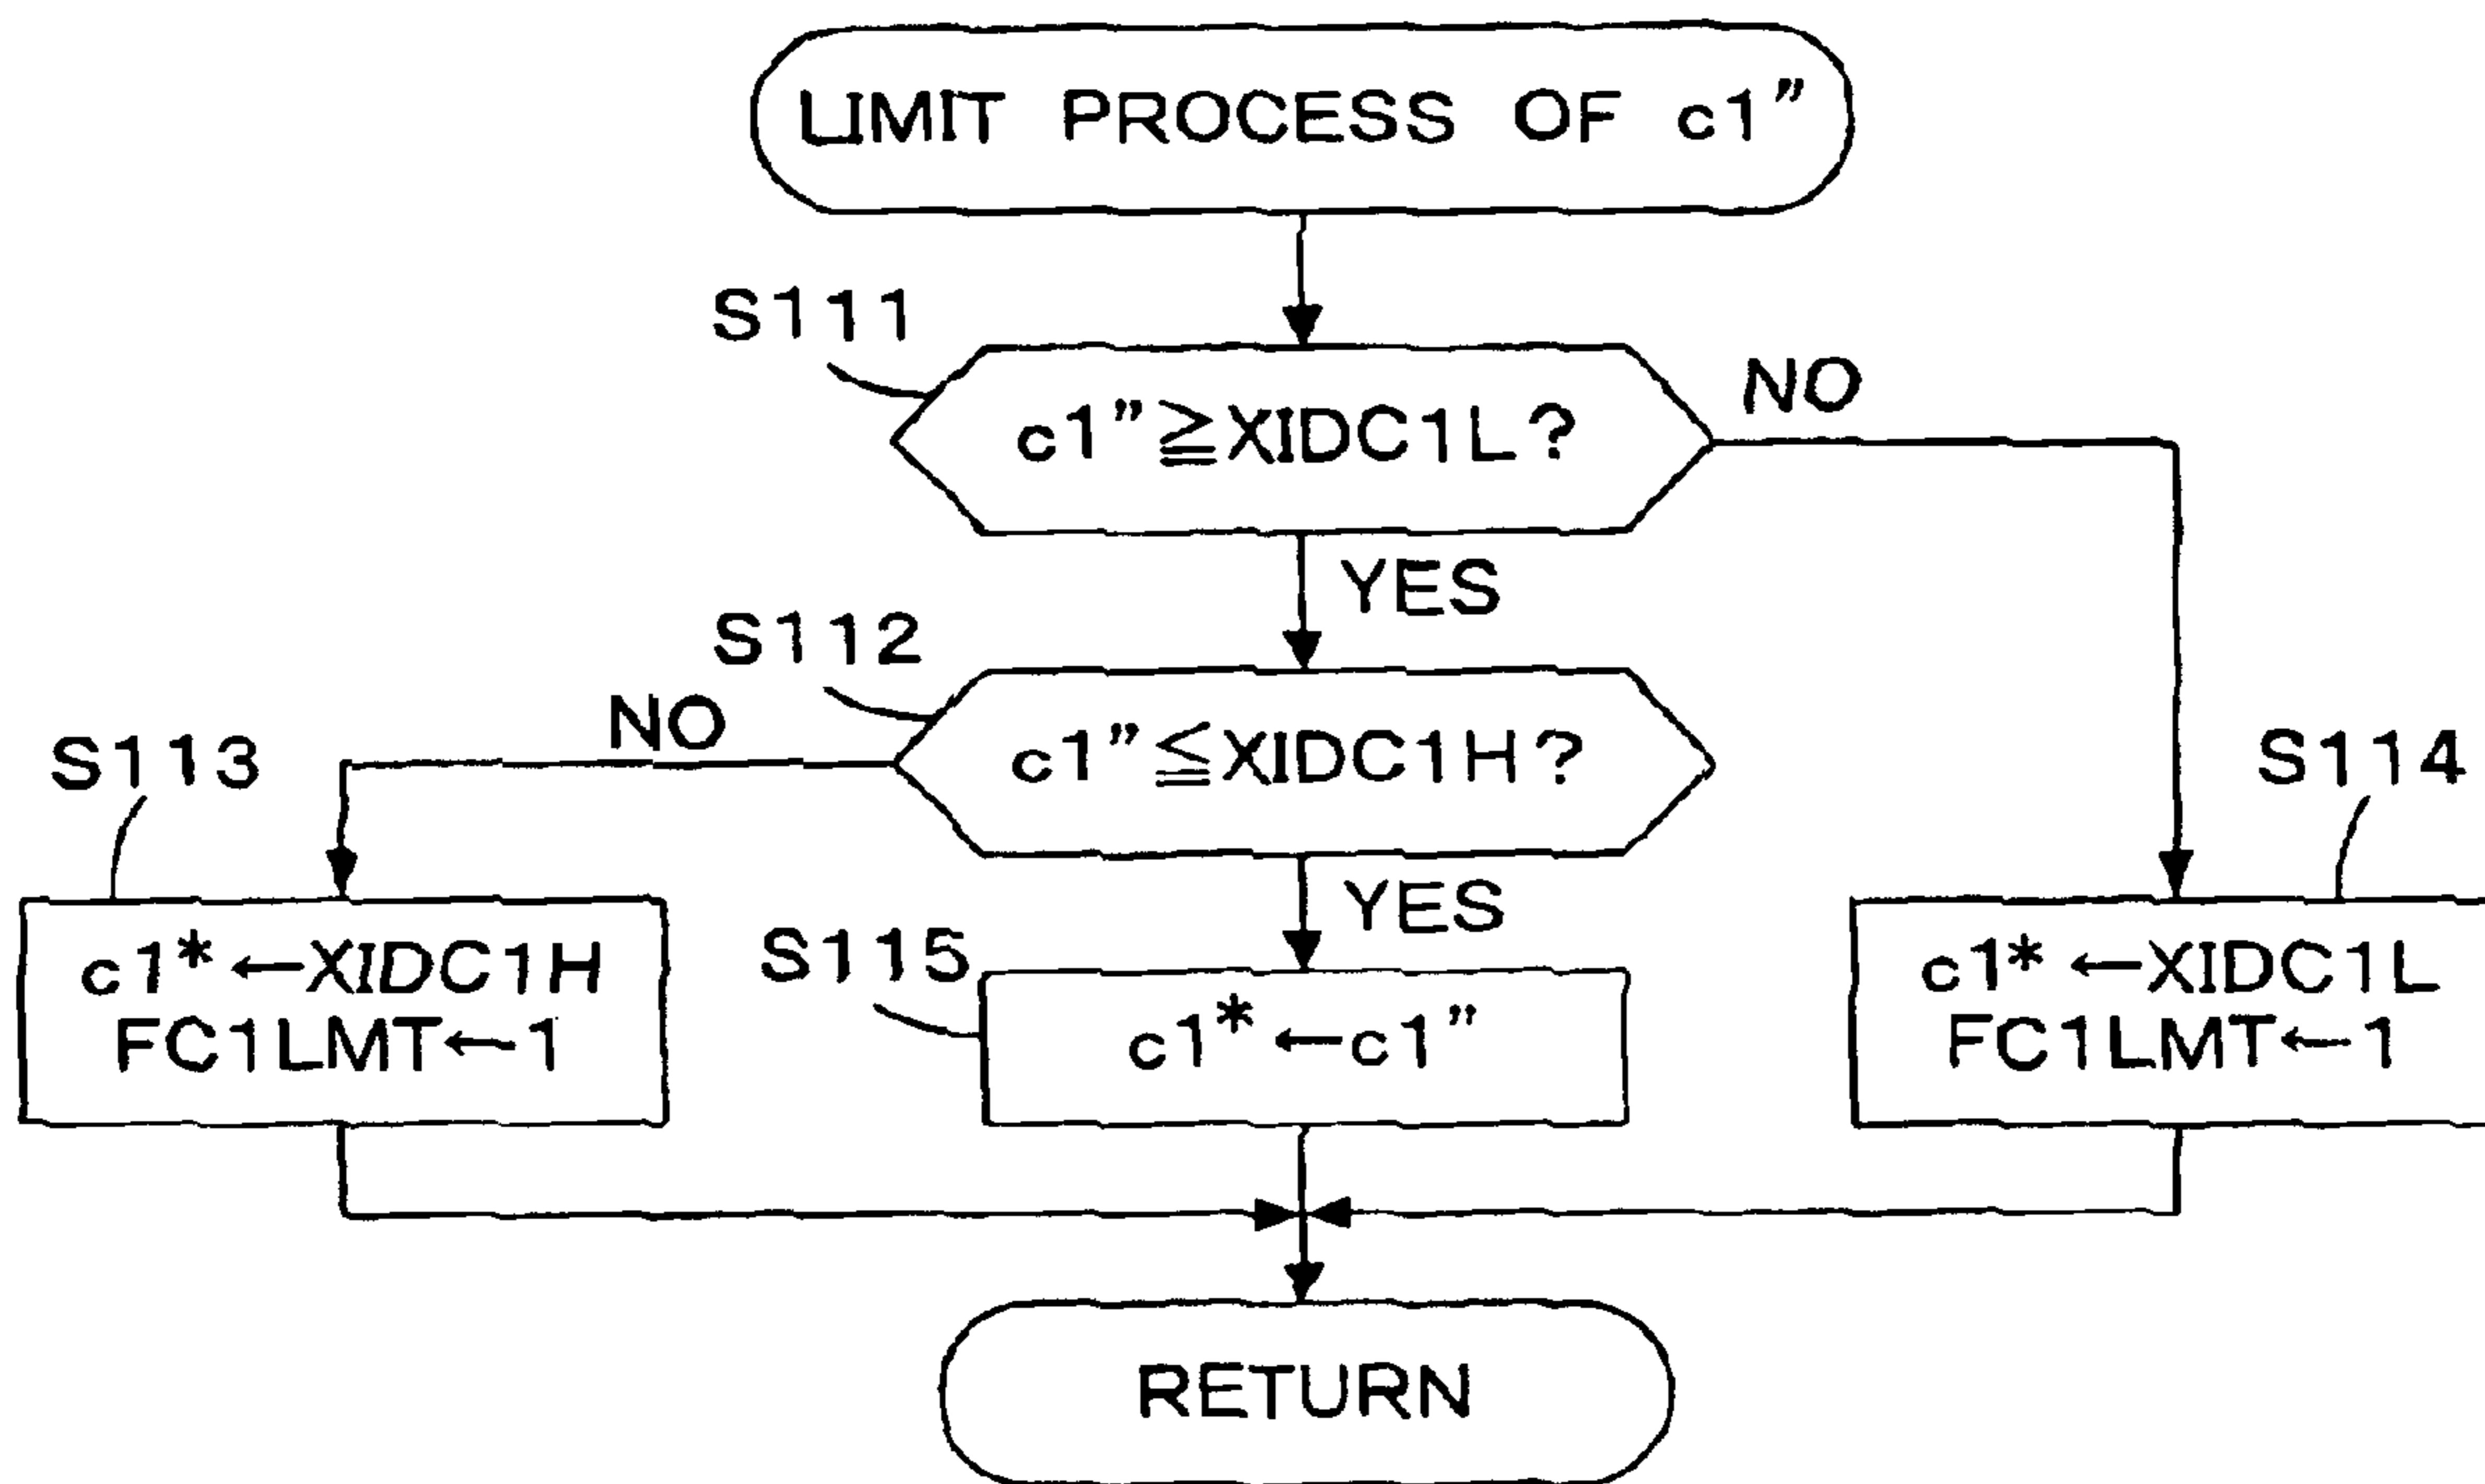 LIMIT PROCESS OF c1”
S111
c1”≧XIDC1L?
NO
YES
S112
c1”≦XIDC1H?
NO
YES
S113
c1*←XIDC1H
FC1LMT←1
S115
c1*←c1”
S114
c1*←XIDC1L
FC1LMT←1
RETURN